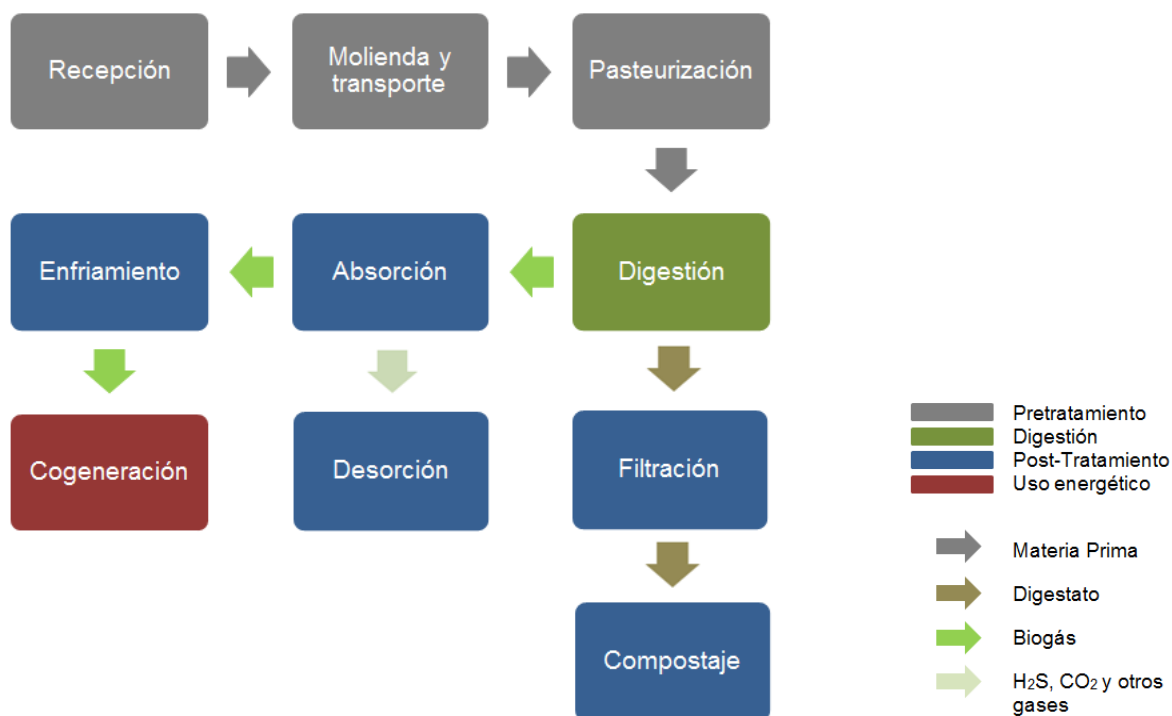 Recepción
Molienda y
transporte
Pasteurización
Enfriamiento
Absorción
Digestión
Cogeneración
Desorción
Filtración
Compostaje
Pretratamiento
Digestión
Post-Tratamiento
Uso energético
Materia Prima
Digestato
Biogás
H₂S, CO₂ y otros
gases